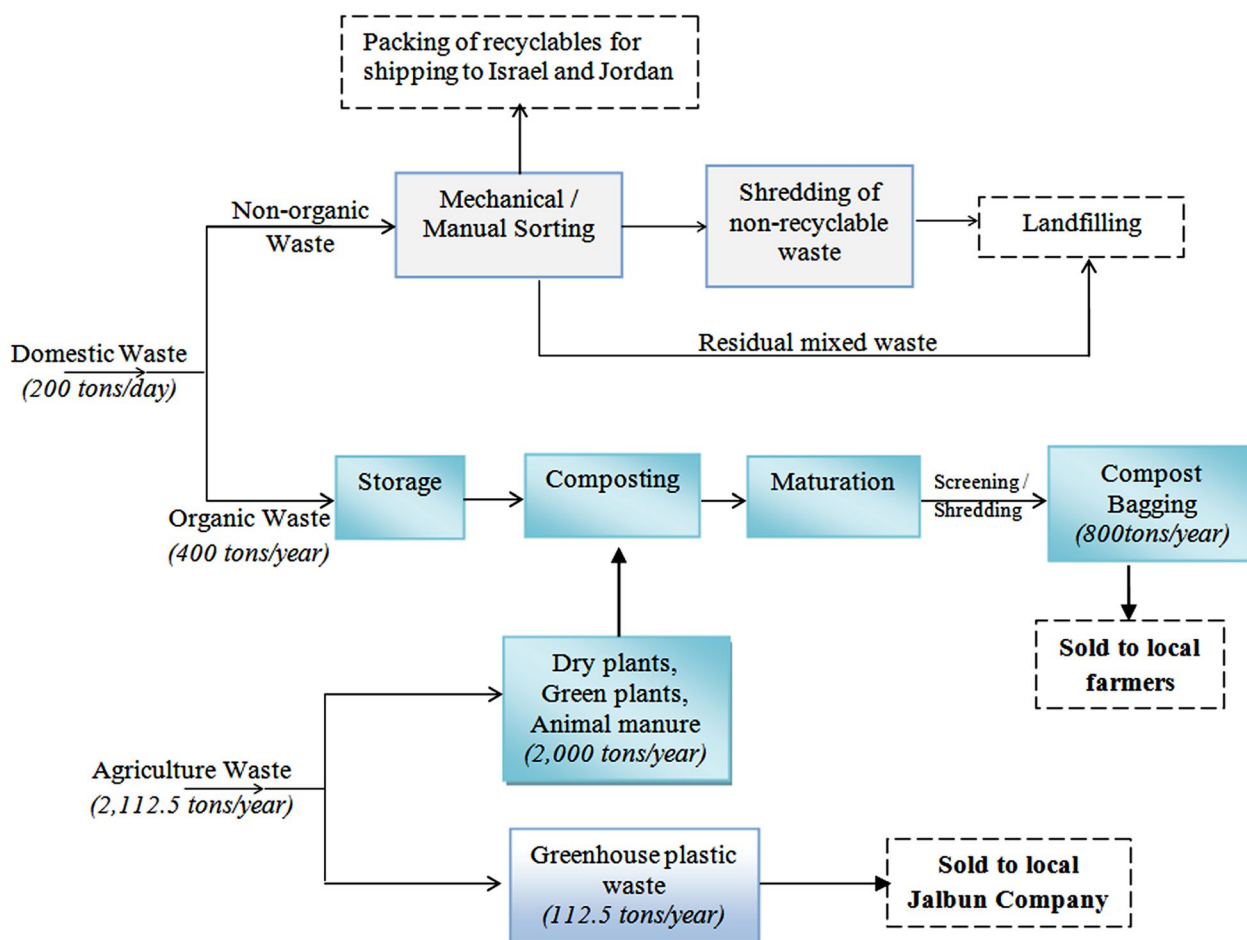 Packing of recyclables for
shipping to Israel and Jordan
Non-organic
Waste
Mechanical /
Manual Sorting
Shredding of
non-recyclable
waste
Landfilling
Residual mixed waste
Domestic Waste
(200 tons/day)
Organic Waste
(400 tons/year)
Storage
Composting
Maturation
Screening /
Shredding
Compost
Bagging
(800tons/year)
Sold to local
farmers
Dry plants,
Green plants,
Animal manure
(2,000 tons/year)
Agriculture Waste
(2,112.5 tons/year)
Greenhouse plastic
waste
(112.5 tons/year)
Sold to local
Jalbun Company